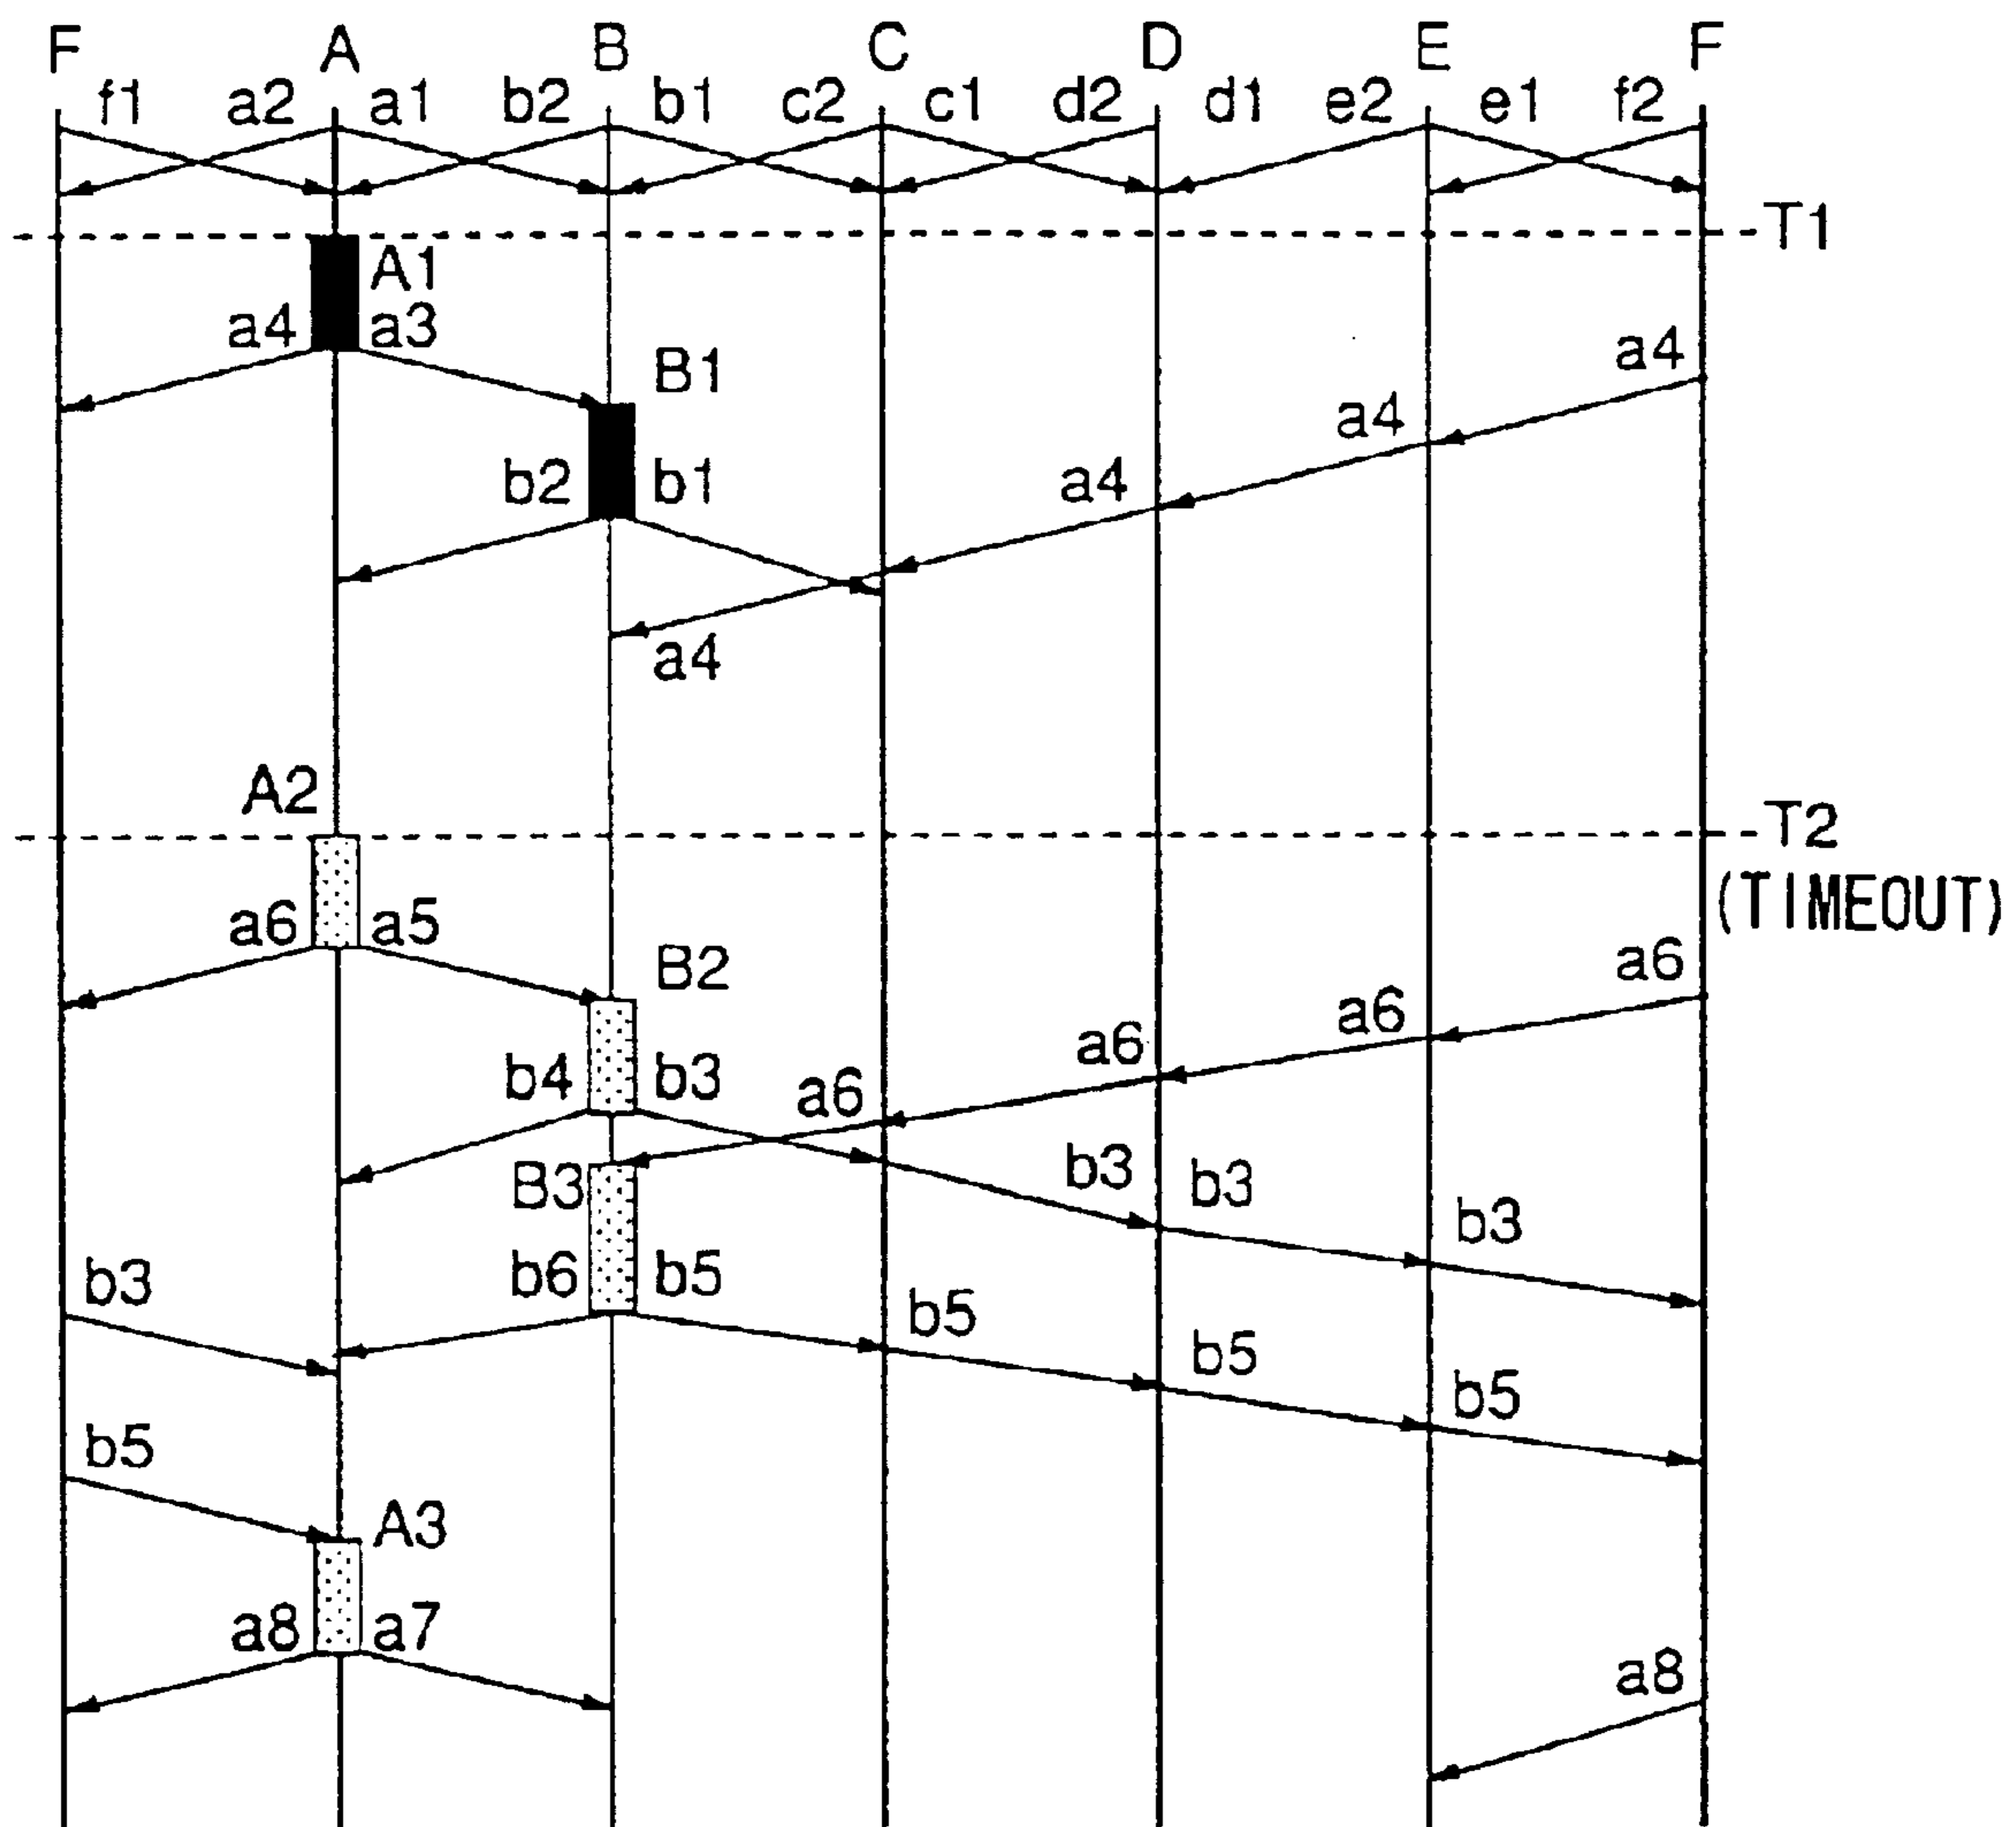 F A B C D E F
f1 a2 a1 b2 b1 c2 c1 d2 d1 e2 e1 f2
T1
A1
a4 a3
B1
a4
a4
b2 b1
a4
a4
A2
T2
(TIMEOUT)
a6 a5
B2
a6
a6
a6
b4 b3
a6
B3
b3
b3
b3
b3
b6 b5
b5
b5
b5
b5
A3
a8 a7
a8